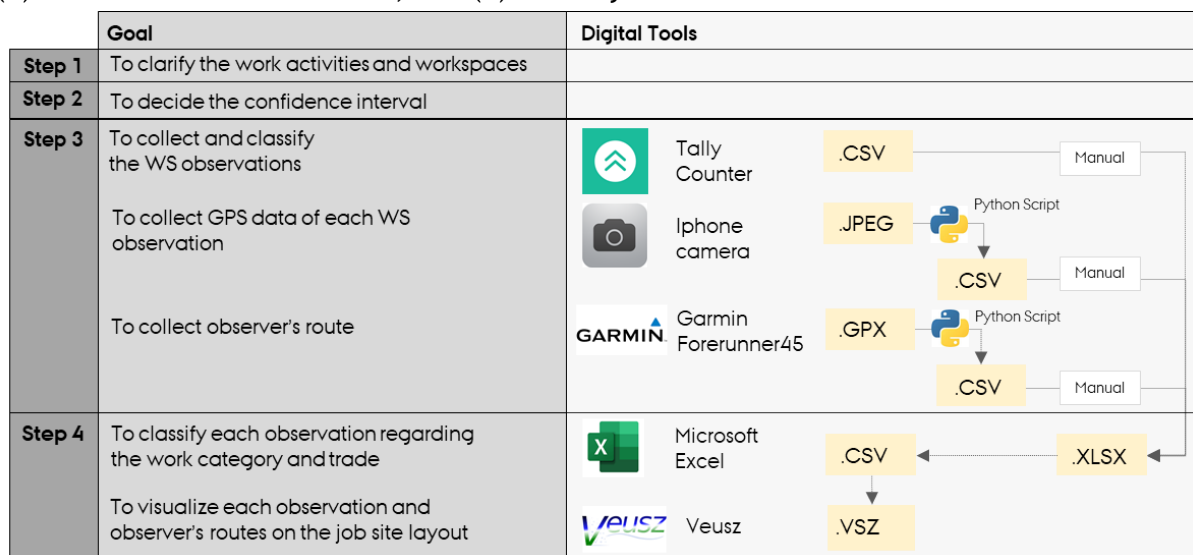 Goal
Digital Tools
Step 1
To clarify the work activities and workspaces
Step 2
To decide the confidence interval
Step 3
To collect and classify
the WS observations
Tally
Counter
.CSV
Manual
To collect GPS data of each WS
observation
Iphone
camera
.JPEG
Python Script
.CSV
Manual
To collect observer's route
GARMIN.
Garmin
Forerunner45
.GPX
Python Script
.CSV
Manual
Step 4
To classify each observation regarding
the work category and trade
X
Microsoft
Excel
.CSV
.XLSX
To visualize each observation and
observer's routes on the job site layout
Veusz
Veusz
.VSZ